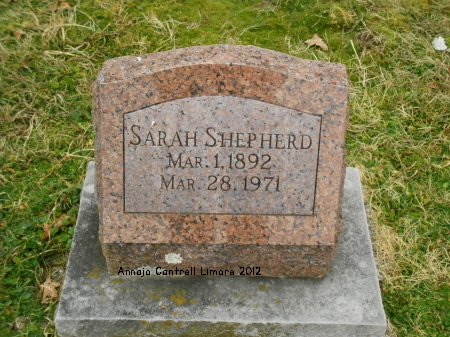 SARAH SHEPHERD
MAR. 1, 1892
MAR. 28, 1971
Annajo Cantrell Limore 2012